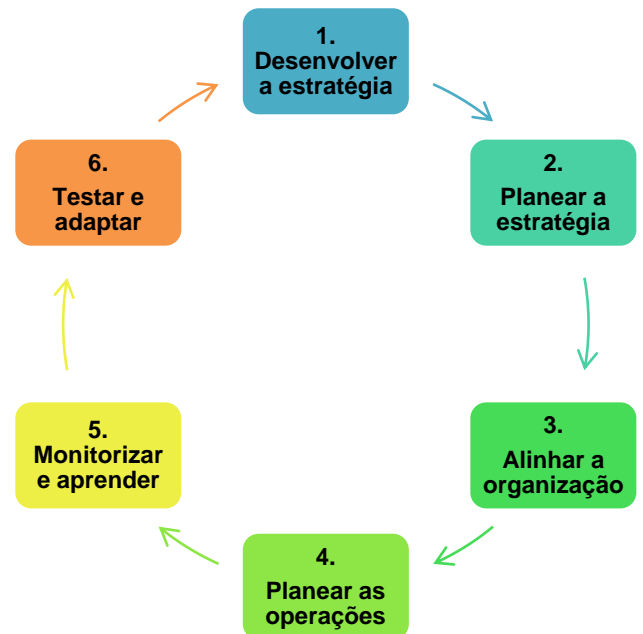 1.
Desenvolver
a estratégia
2.
Planear a
estratégia
3.
Alinhar a
organização
4.
Planear as
operações
5.
Monitorizar
e aprender
6.
Testar e
adaptar